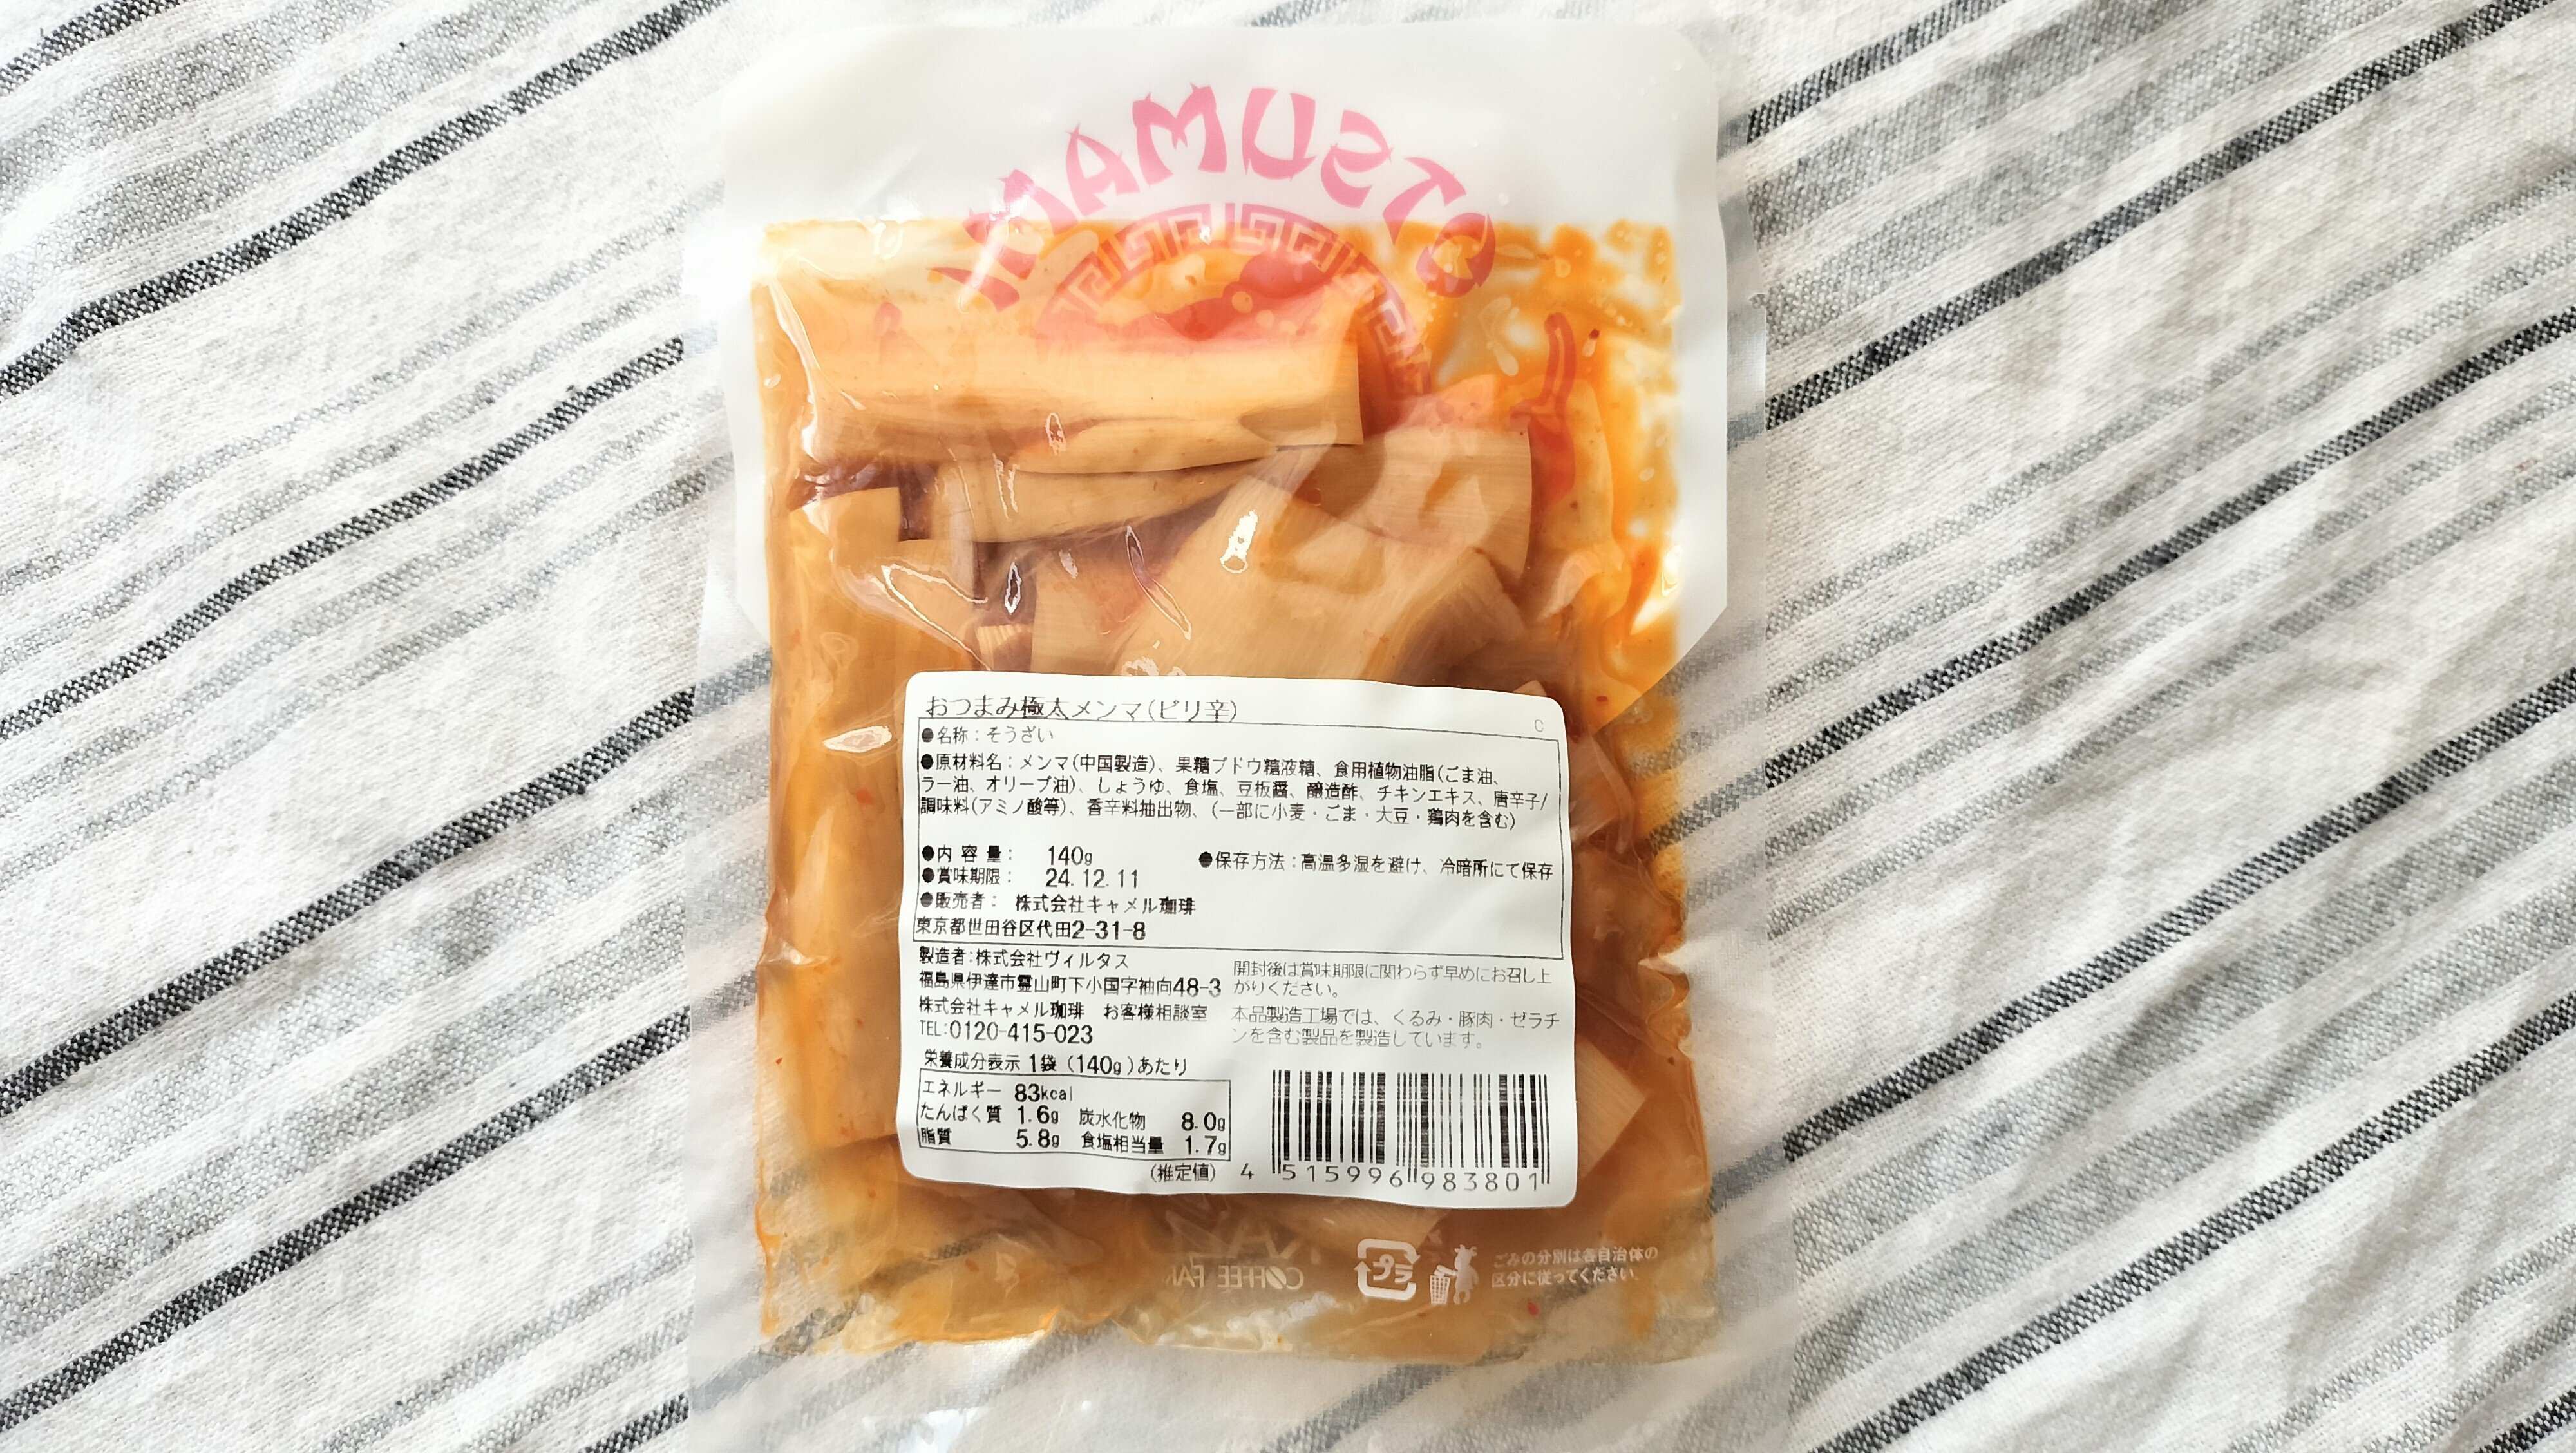 OTSUMAM
おつまみ極太メンマ(ピリ辛)
C
●名称：そうざい
●原材料名：メンマ(中国製造)、果糖ブドウ糖液糖、食用植物油脂(ごま油、
ラー油、オリーブ油)、しょうゆ、食塩、豆板醤、醸造酢、チキンエキス、唐辛子/
調味料(アミノ酸等)、香辛料抽出物、(一部に小麦・ごま・大豆・鶏肉を含む)
●内容量： 140g
●保存方法：高温多湿を避け、冷暗所にて保存
●賞味期限： 24.12.11
●販売者： 株式会社キャメル珈琲
東京都世田谷区代田2-31-8
製造者:株式会社ヴィルタス
福島県伊達市霊山町下小国字袖向48-3
株式会社キャメル珈琲 お客様相談室
TEL:0120-415-023
開封後は賞味期限に関わらず早めにお召し上
がりください。
本品製造工場では、くるみ・豚肉・ゼラチ
ンを含む製品を製造しています。
栄養成分表示 1袋 (140g)あたり
エネルギー 83kcal
たんぱく質 1.6g 炭水化物 8.0g
脂質 5.8g 食塩相当量 1.7g
(推定値)
4 515996 983801
COFFEE FA
プラ
ごみの分別は各自治体の
区分に従ってください。